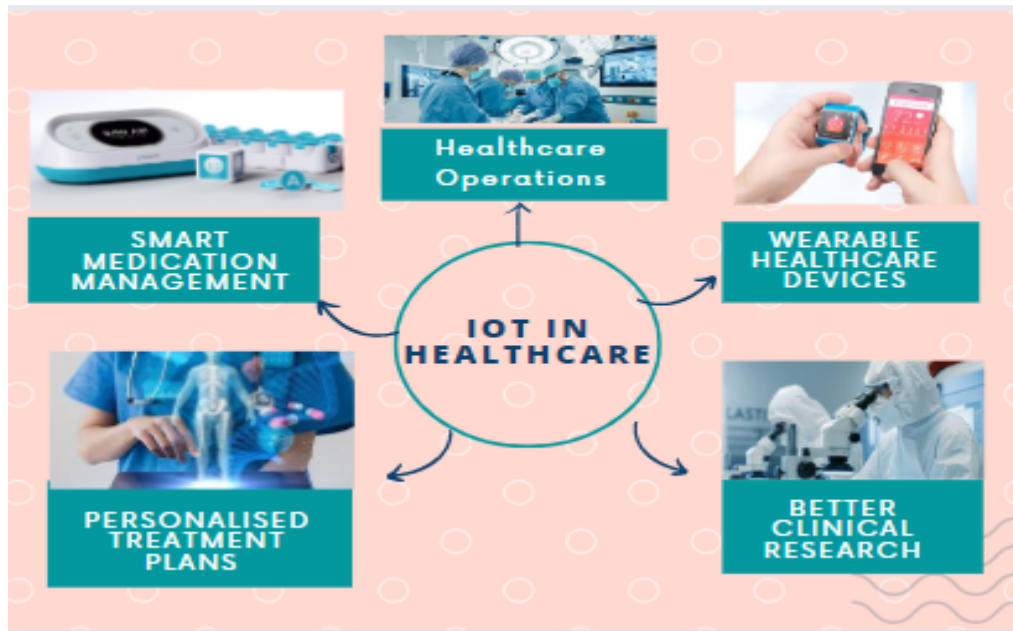 Healthcare
Operations
SMART
MEDICATION
MANAGEMENT
WEARABLE
HEALTHCARE
DEVICES
IOT IN
HEALTHCARE
PERSONALISED
TREATMENT
PLANS
BETTER
CLINICAL
RESEARCH